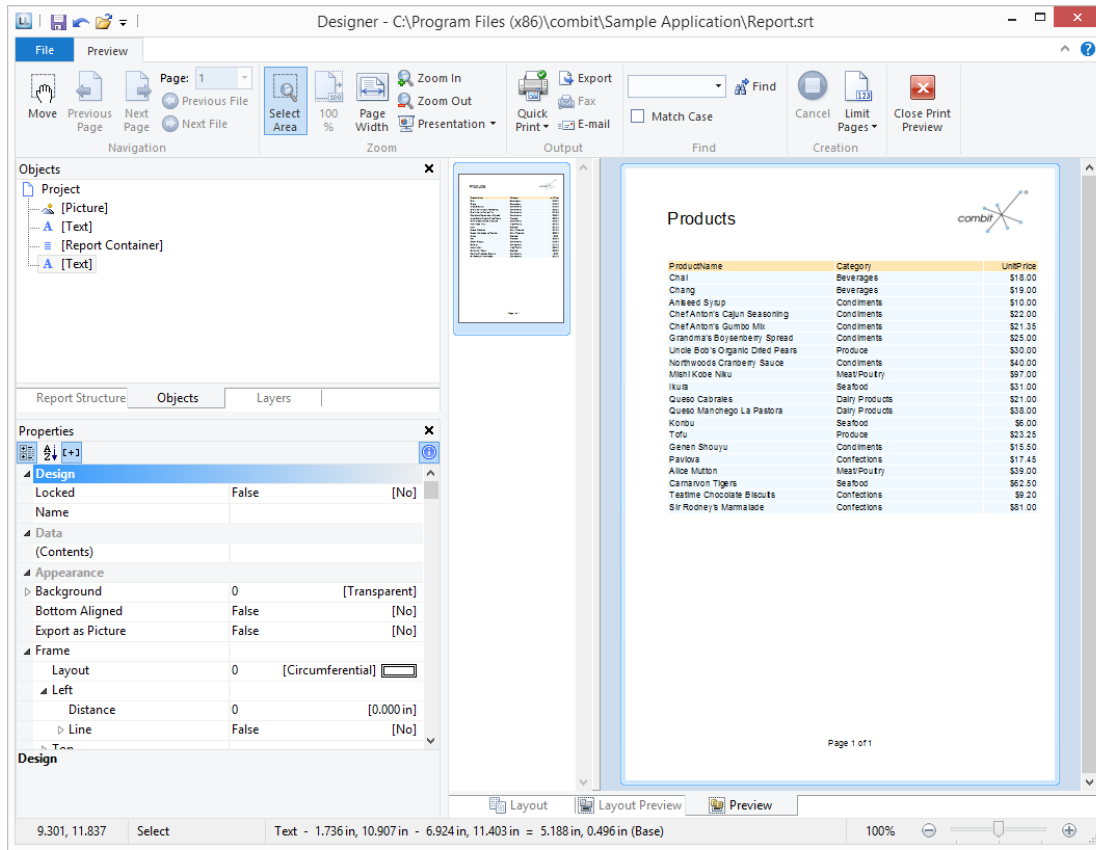 Designer - C:\Program Files (x86)\combit\Sample Application\Report.srt
File Preview
Move
Previous Page
Next Page
Page: 1
Previous File
Next File
Navigation
Select Area
100 %
Page Width
Zoom In
Zoom Out
Presentation
Zoom
Quick Print
Export
Fax
E-mail
Output
Find
Match Case
Find
Cancel
Limit Pages
Creation
Close Print Preview
Objects
Project
[Picture]
[Text]
[Report Container]
[Text]
Report Structure Objects Layers
Properties
Design
Locked False [No]
Name
Data
(Contents)
Appearance
Background 0 [Transparent]
Bottom Aligned False [No]
Export as Picture False [No]
Frame
Layout 0 [Circumferential]
Left
Distance 0 [0.000 in]
Line False [No]
Top
Design
Products
combit
ProductName Category UnitPrice
Chai Beverages $18.00
Chang Beverages $19.00
Aniseed Syrup Condiments $10.00
Chef Anton's Cajun Seasoning Condiments $22.00
Chef Anton's Gumbo Mix Condiments $21.35
Grandma's Boysenberry Spread Condiments $25.00
Uncle Bob's Organic Dried Pears Produce $30.00
Northwoods Cranberry Sauce Condiments $40.00
Mishi Kobe Niku Meat/Poultry $97.00
Ikura Seafood $31.00
Queso Cabrales Dairy Products $21.00
Queso Manchego La Pastora Dairy Products $38.00
Konbu Seafood $6.00
Tofu Produce $23.25
Genen Shouyu Condiments $15.50
Pavlova Confections $17.45
Alice Mutton Meat/Poultry $39.00
Carnarvon Tigers Seafood $62.50
Teatime Chocolate Biscuits Confections $9.20
Sir Rodney's Marmalade Confections $81.00
Page 1 of 1
Layout Layout Preview Preview
9.301, 11.837 Select Text - 1.736 in, 10.907 in - 6.924 in, 11.403 in = 5.188 in, 0.496 in (Base) 100%